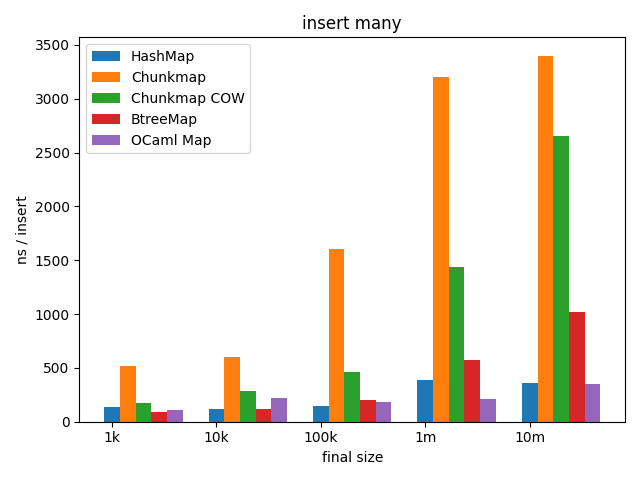 insert many
3500
3000
2500
2000
1500
1000
500
0
ns / insert
HashMap
Chunkmap
Chunkmap COW
BtreeMap
OCaml Map
1k
10k
100k
1m
10m
final size